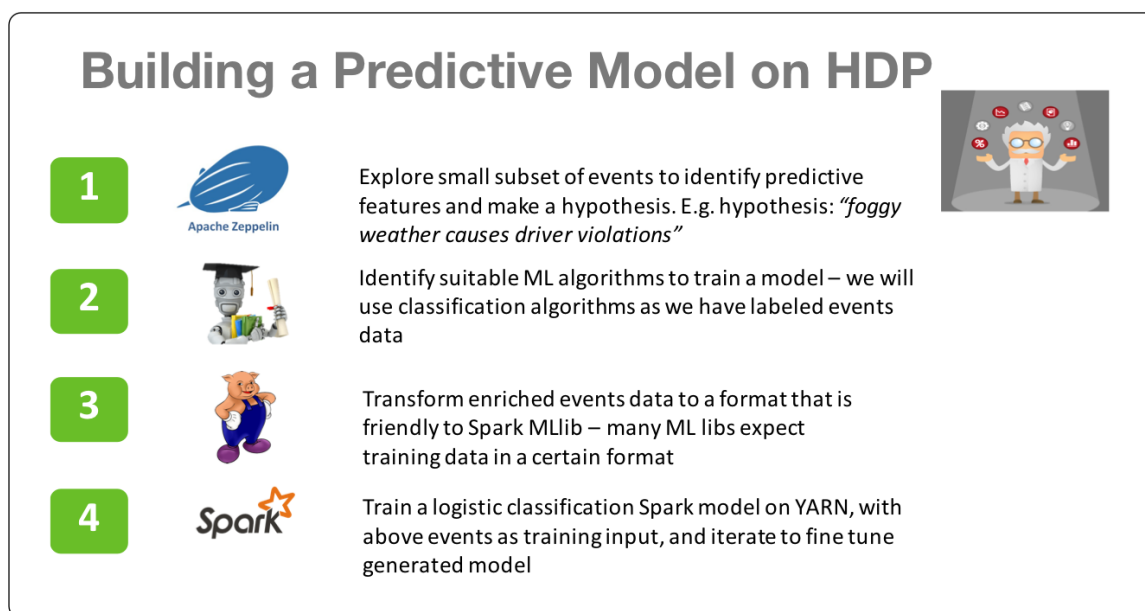 Building a Predictive Model on HDP
1
Apache Zeppelin
Explore small subset of events to identify predictive
features and make a hypothesis. E.g. hypothesis: “foggy
weather causes driver violations”
2
Identify suitable ML algorithms to train a model – we will
use classification algorithms as we have labeled events
data
3
Transform enriched events data to a format that is
friendly to Spark MLlib – many ML libs expect
training data in a certain format
4
Spark
Train a logistic classification Spark model on YARN, with
above events as training input, and iterate to fine tune
generated model